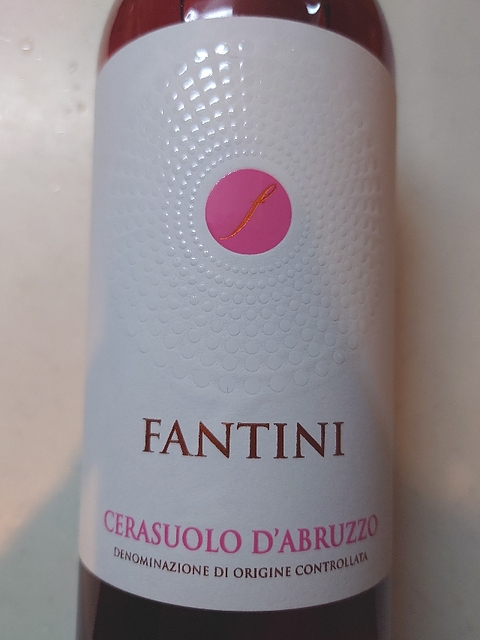 f
FANTINI
CERASUOLO D'ABRUZZO
DENOMINAZIONE DI ORIGINE CONTROLLATA